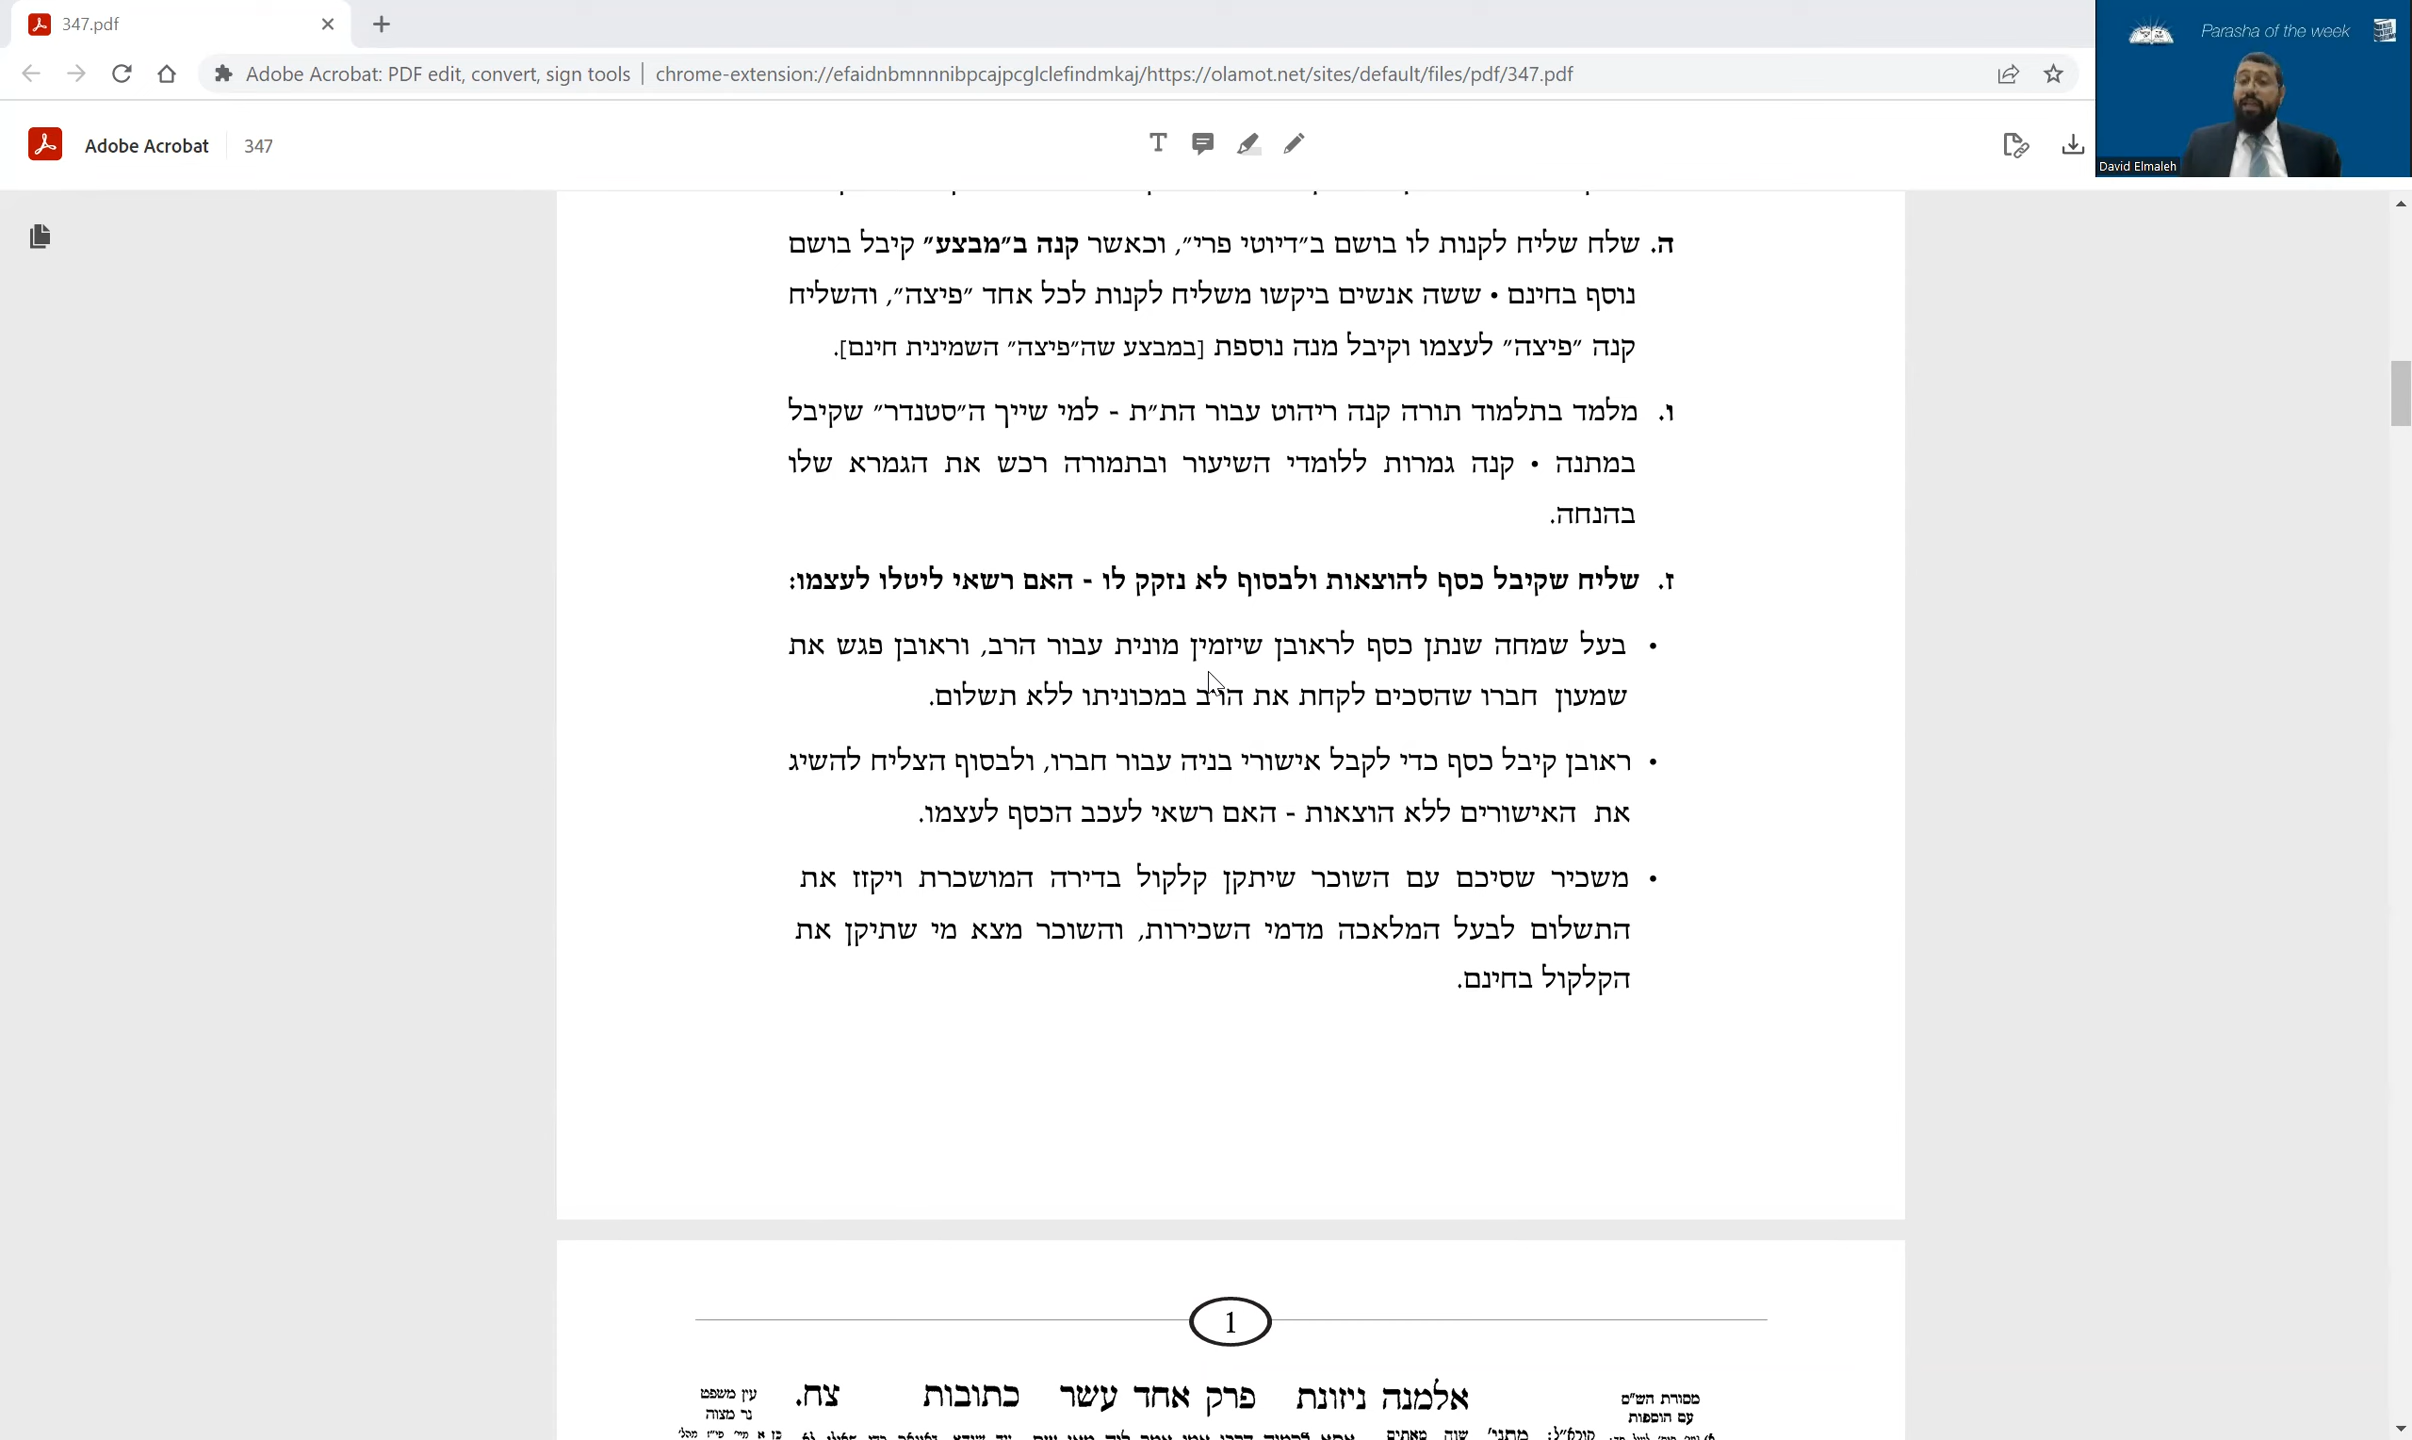 347.pdf
Adobe Acrobat: PDF edit, convert, sign tools | chrome-extension://efaidnbmnnnibpcajpcglclefindmkaj/https://olamot.net/sites/default/files/pdf/347.pdf
Parasha of the week
David Elmaleh
Adobe Acrobat 347
ה. שלח שליח לקנות לו בושם ב״דיוטי פרי״, וכאשר קנה ב״מבצע״ קיבל בושם
נוסף בחינם • ששה אנשים ביקשו משליח לקנות לכל אחד ״פיצה״, והשליח
קנה ״פיצה״ לעצמו וקיבל מנה נוספת [במבצע שה״פיצה״ השמינית חינם].
ו. מלמד בתלמוד תורה קנה ריהוט עבור הת״ת - למי שייך ה״סטנדר״ שקיבל
במתנה • קנה גמרות ללומדי השיעור ובתמורה רכש את הגמרא שלו
בהנחה.
ז. שליח שקיבל כסף להוצאות ולבסוף לא נזקק לו - האם רשאי ליטלו לעצמו:
• בעל שמחה שנתן כסף לראובן שיזמין מונית עבור הרב, וראובן פגש את
שמעון חברו שהסכים לקחת את הרב במכוניתו ללא תשלום.
• ראובן קיבל כסף כדי לקבל אישורי בניה עבור חברו, ולבסוף הצליח להשיג
את האישורים ללא הוצאות - האם רשאי לעכב הכסף לעצמו.
• משכיר שסיכם עם השוכר שיתקן קלקול בדירה המושכרת ויקזז את
התשלום לבעל המלאכה מדמי השכירות, והשוכר מצא מי שתיקן את
הקלקול בחינם.
1
מסורת הש״ס
עם הוספות
אלמנה ניזונת פרק אחד עשר כתובות צח.
עין משפט
נר מצוה